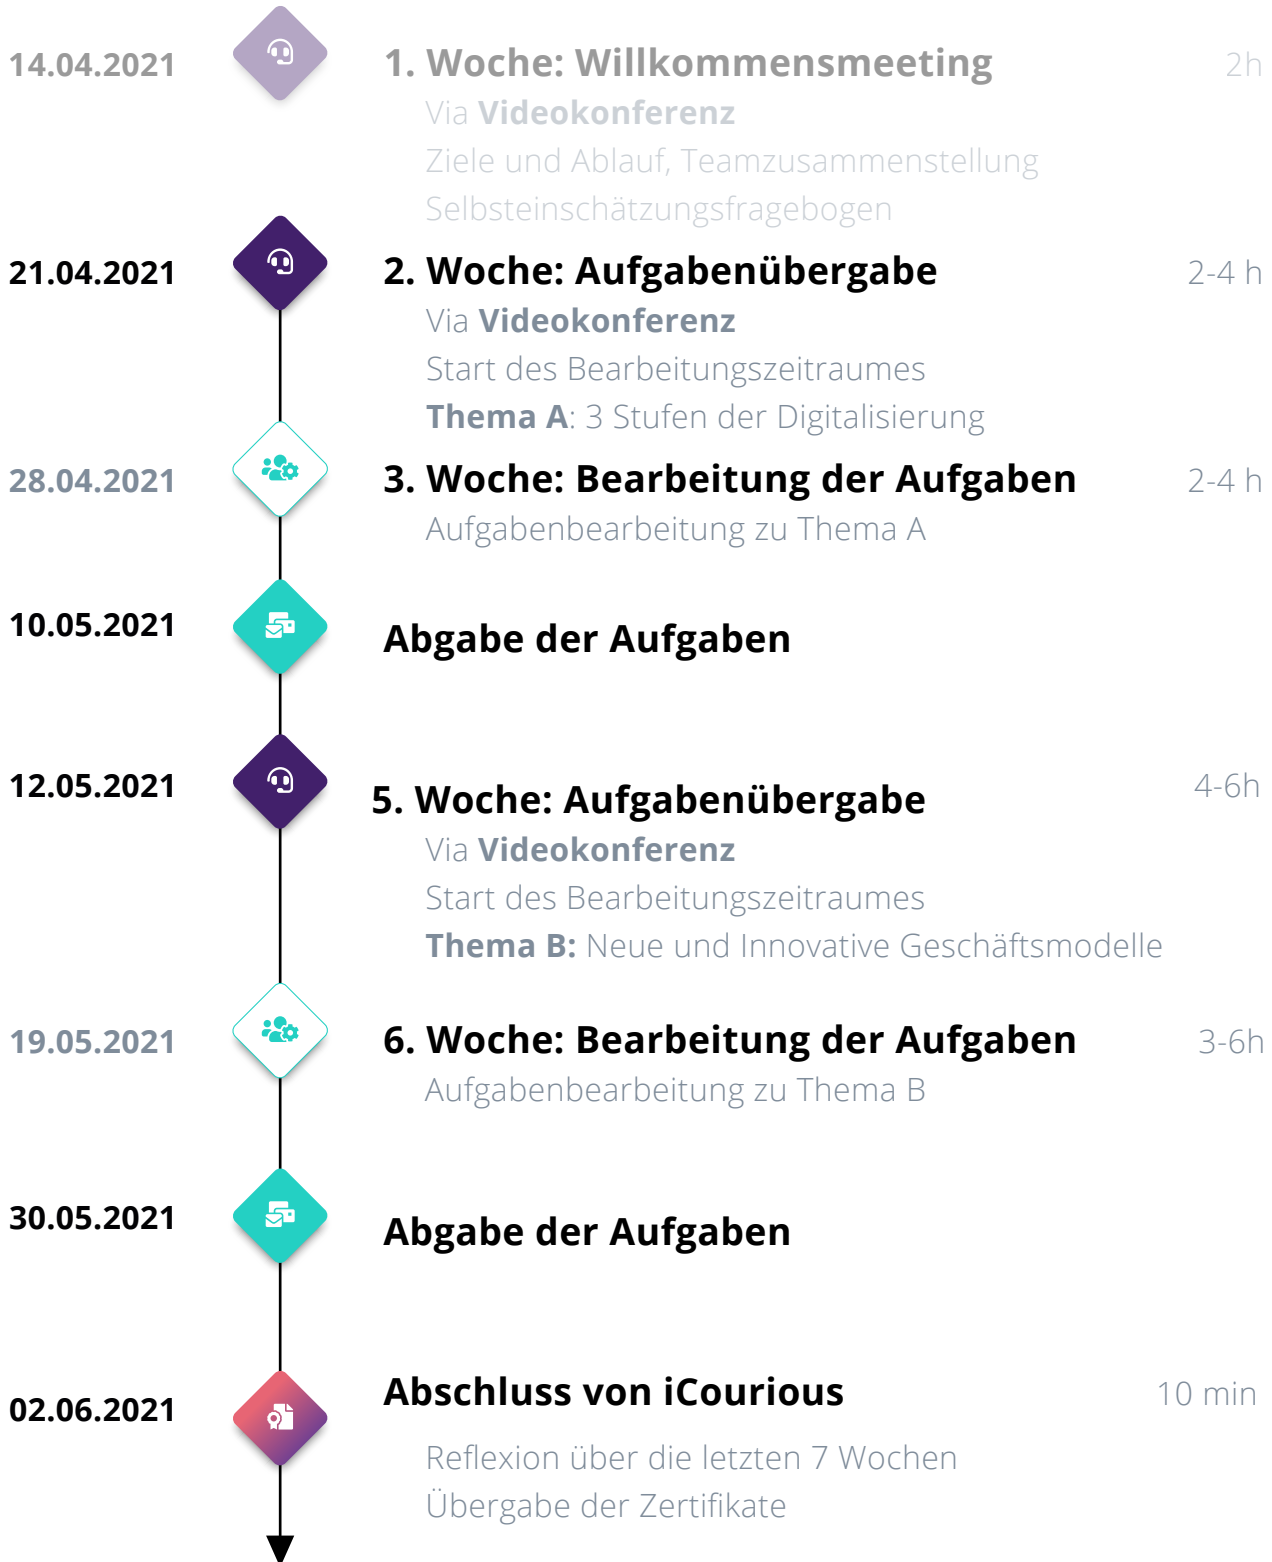 14.04.2021 1. Woche: Willkommensmeeting 2h
Via Videokonferenz
Ziele und Ablauf, Teamzusammenstellung
Selbsteinschätzungsfragebogen
21.04.2021 2. Woche: Aufgabenübergabe 2-4 h
Via Videokonferenz
Start des Bearbeitungszeitraumes
Thema A: 3 Stufen der Digitalisierung
28.04.2021 3. Woche: Bearbeitung der Aufgaben 2-4 h
Aufgabenbearbeitung zu Thema A
10.05.2021 Abgabe der Aufgaben
12.05.2021 5. Woche: Aufgabenübergabe 4-6h
Via Videokonferenz
Start des Bearbeitungszeitraumes
Thema B: Neue und Innovative Geschäftsmodelle
19.05.2021 6. Woche: Bearbeitung der Aufgaben 3-6h
Aufgabenbearbeitung zu Thema B
30.05.2021 Abgabe der Aufgaben
02.06.2021 Abschluss von iCourious 10 min
Reflexion über die letzten 7 Wochen
Übergabe der Zertifikate